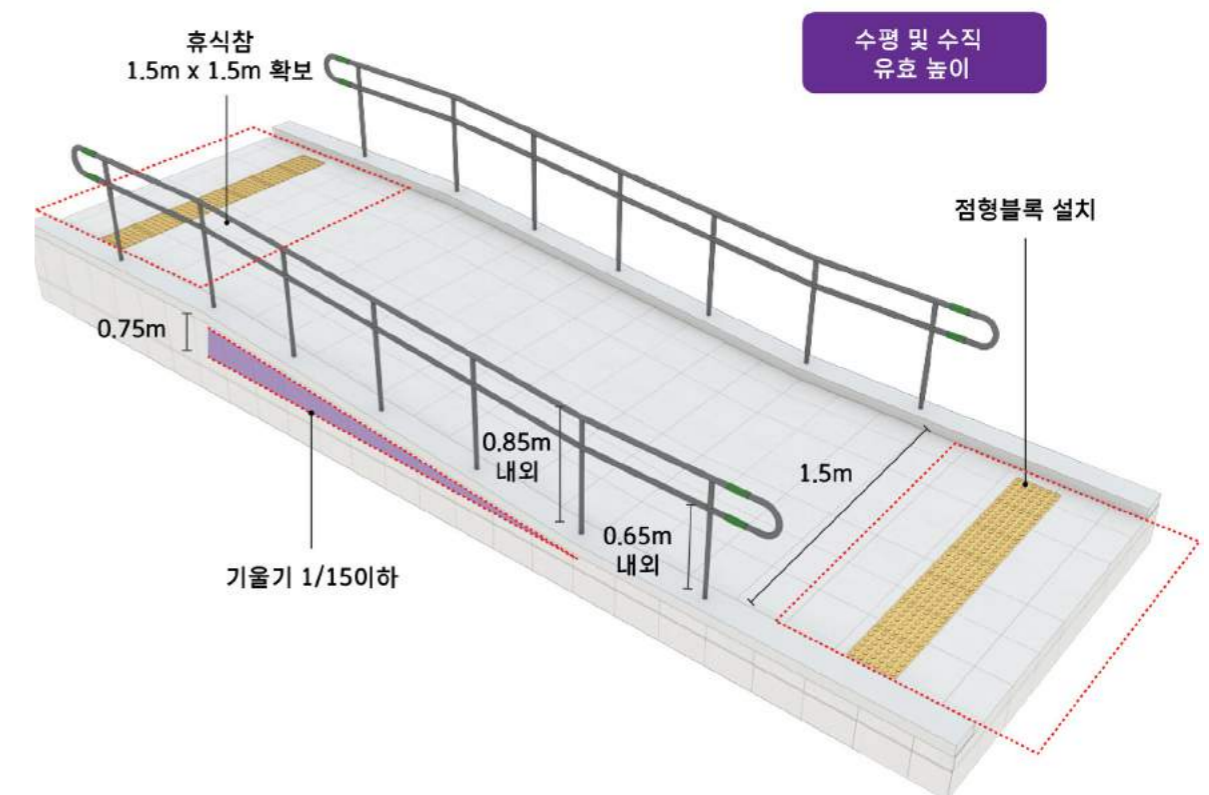 휴식참
1.5m x 1.5m 확보
수평 및 수직
유효 높이
점형블록 설치
0.75m
0.85m
내외
1.5m
0.65m
내외
기울기 1/15이하